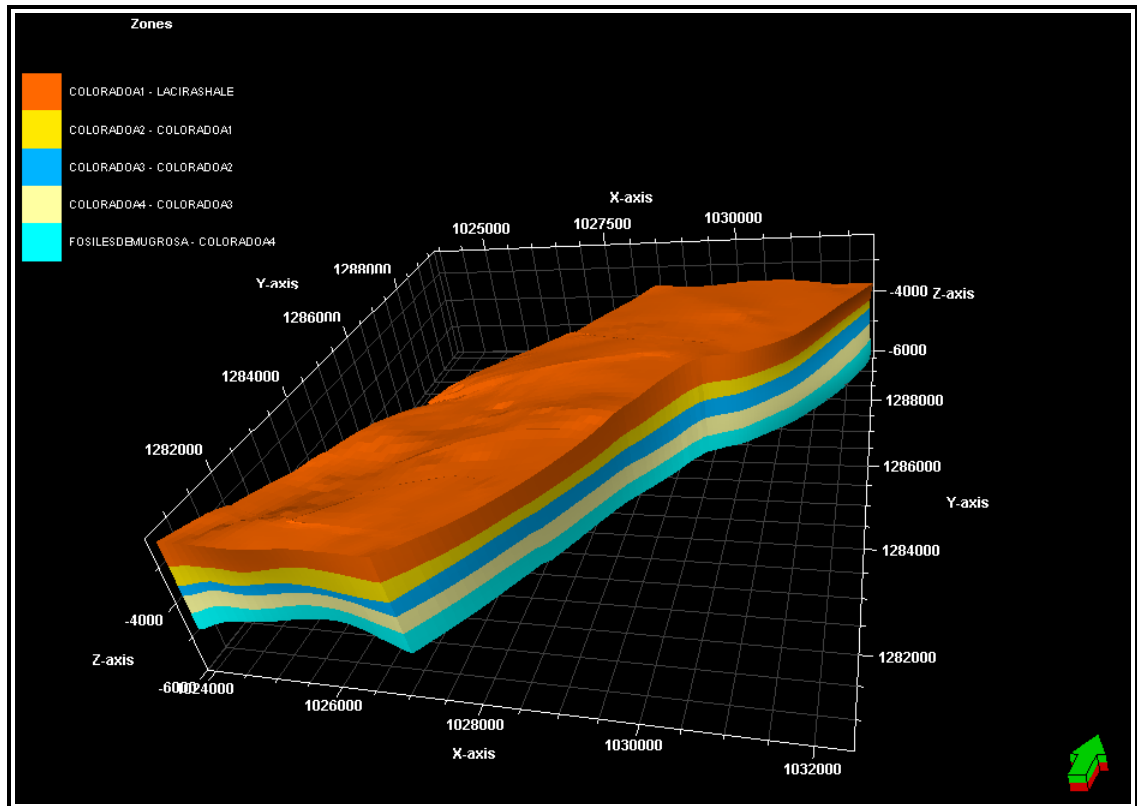 Zones
COLORADOA1 - LACIRASHALE
COLORADOA2 - COLORADOA1
COLORADOA3 - COLORADOA2
COLORADOA4 - COLORADOA3
FOSILESDEMUGROSA - COLORADOA4
X-axis
1025000
1027500
1030000
Y-axis
1288000
1286000
1284000
1282000
-4000 Z-axis
-6000
1288000
1286000
Y-axis
1284000
1282000
-4000
Z-axis
-6000
1024000
1026000
1028000
1030000
1032000
X-axis